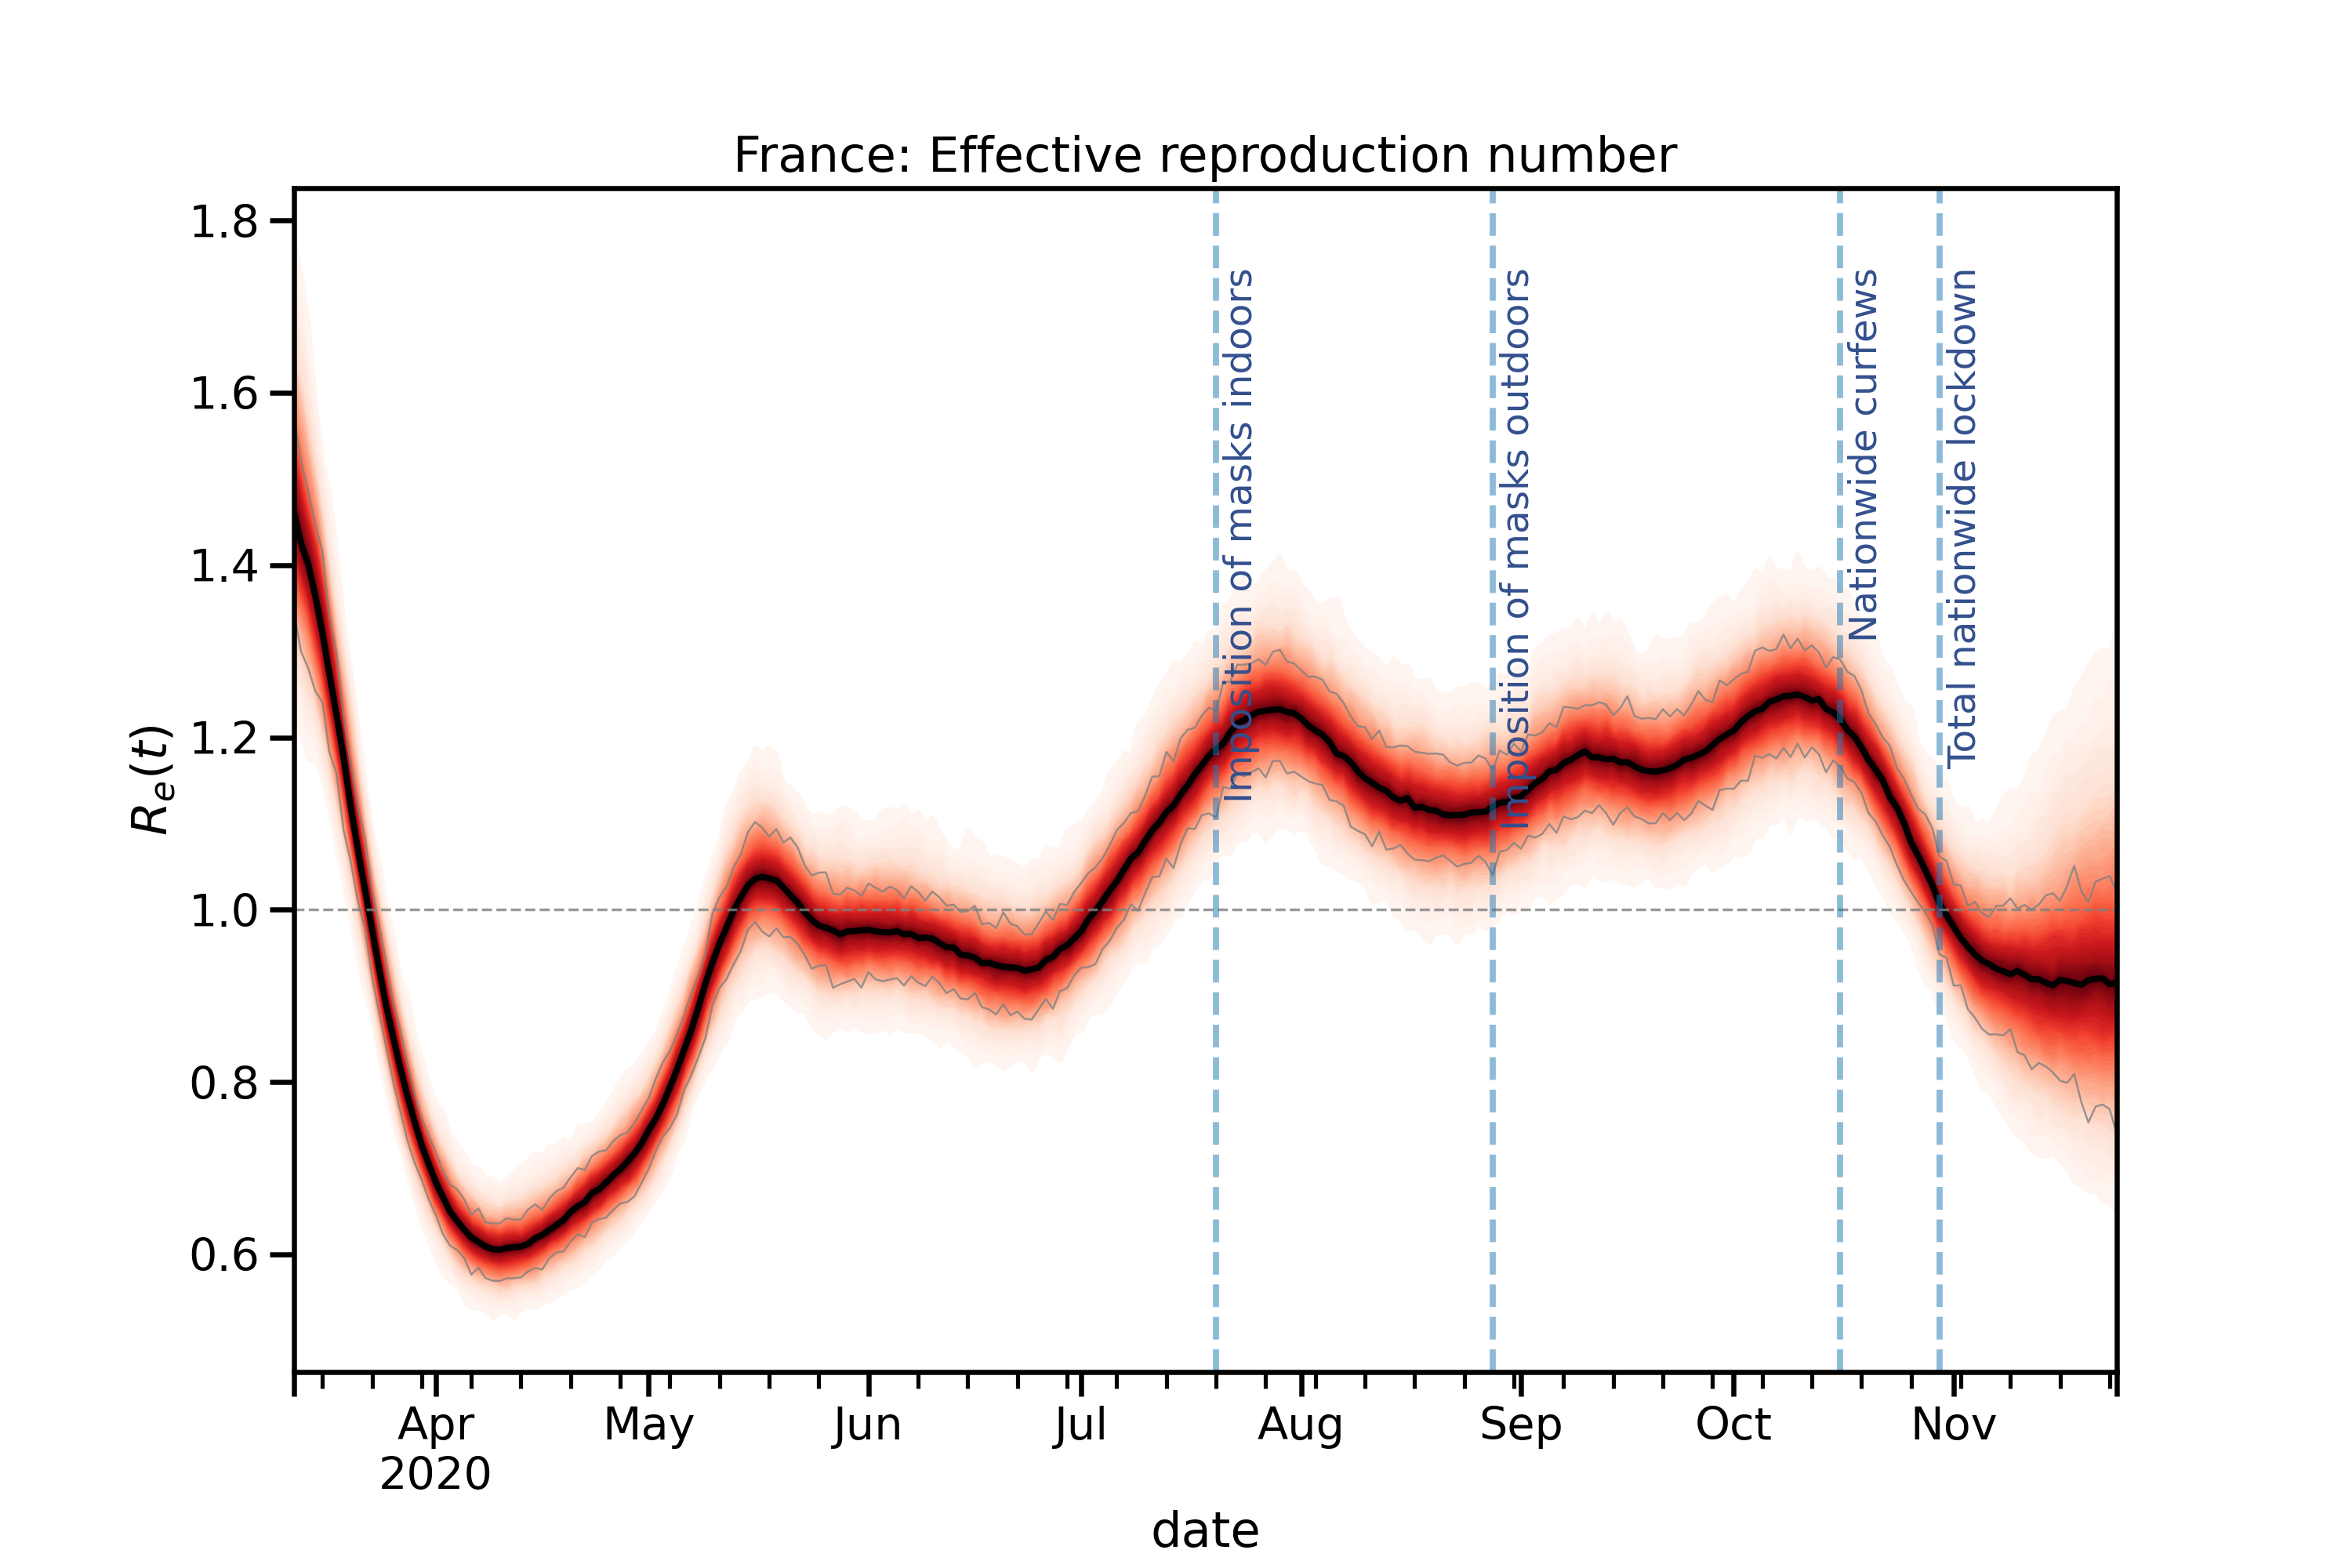 France: Effective reproduction number
1.8
1.6
1.4
1.2
1.0
0.8
0.6
Re(t)
Imposition of masks indoors
Imposition of masks outdoors
Nationwide curfews
Total nationwide lockdown
Apr May Jun Jul Aug Sep Oct Nov
2020
date